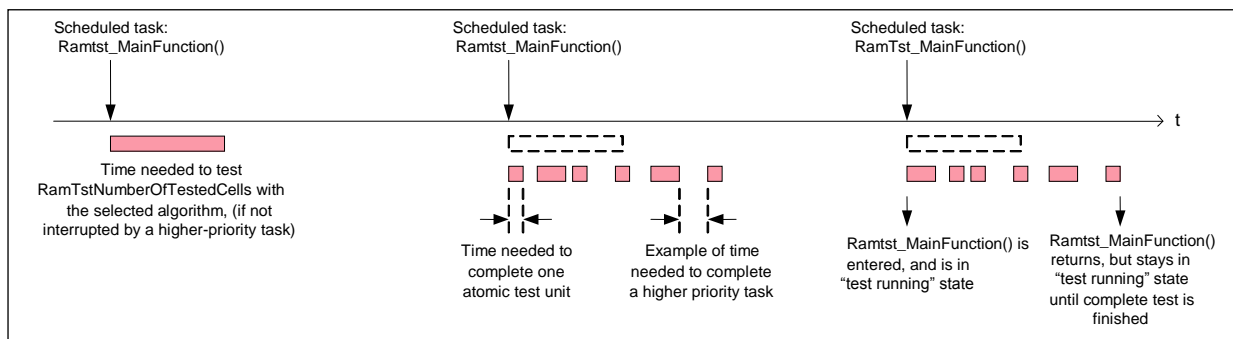 Scheduled task:
Ramtst_MainFunction()
Scheduled task:
Ramtst_MainFunction()
Scheduled task:
RamTst_MainFunction()
t
Time needed to test
RamTstNumberOfTestedCells with
the selected algorithm, (if not
interrupted by a higher-priority task)
Time needed to
complete one
atomic test unit
Example of time
needed to complete
a higher priority task
Ramtst_MainFunction() is
entered, and is in
“test running” state
Ramtst_MainFunction()
returns, but stays in
“test running” state
until complete test is
finished